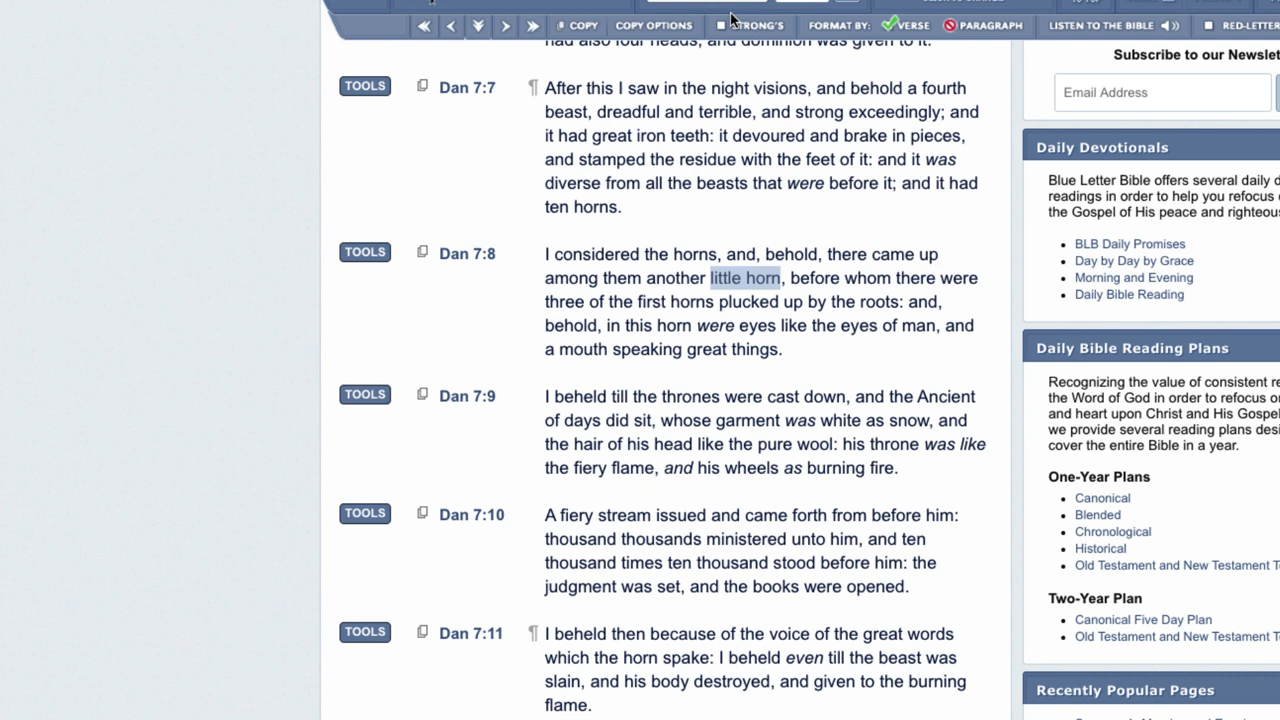 COPY COPY OPTIONS STRONG'S FORMAT BY: VERSE PARAGRAPH LISTEN TO THE BIBLE RED-LETTER
had also four heads; and dominion was given to it.
TOOLS Dan 7:7 ¶ After this I saw in the night visions, and behold a fourth
beast, dreadful and terrible, and strong exceedingly; and
it had great iron teeth: it devoured and brake in pieces,
and stamped the residue with the feet of it: and it was
diverse from all the beasts that were before it; and it had
ten horns.
TOOLS Dan 7:8 I considered the horns, and, behold, there came up
among them another little horn, before whom there were
three of the first horns plucked up by the roots: and,
behold, in this horn were eyes like the eyes of man, and
a mouth speaking great things.
TOOLS Dan 7:9 I beheld till the thrones were cast down, and the Ancient
of days did sit, whose garment was white as snow, and
the hair of his head like the pure wool: his throne was like
the fiery flame, and his wheels as burning fire.
TOOLS Dan 7:10 A fiery stream issued and came forth from before him:
thousand thousands ministered unto him, and ten
thousand times ten thousand stood before him: the
judgment was set, and the books were opened.
TOOLS Dan 7:11 ¶ I beheld then because of the voice of the great words
which the horn spake: I beheld even till the beast was
slain, and his body destroyed, and given to the burning
flame.
Subscribe to our Newslet
Email Address
Daily Devotionals
Blue Letter Bible offers several daily d
readings in order to help you refocus o
the Gospel of His peace and righteou
BLB Daily Promises
Day by Day by Grace
Morning and Evening
Daily Bible Reading
Daily Bible Reading Plans
Recognizing the value of consistent re
the Word of God in order to refocus o
and heart upon Christ and His Gospel
we provide several reading plans desi
cover the entire Bible in a year.
One-Year Plans
Canonical
Blended
Chronological
Historical
Old Testament and New Testament T
Two-Year Plan
Canonical Five Day Plan
Old Testament and New Testament T
Recently Popular Pages